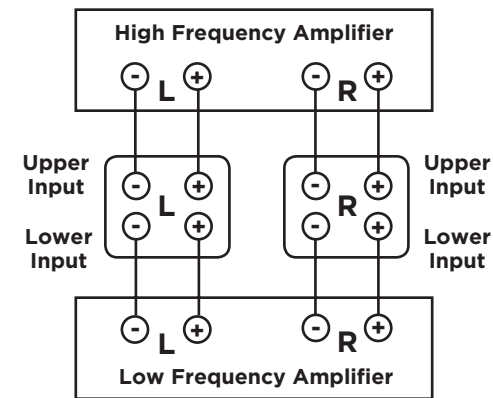 High Frequency Amplifier
- L + - R +
Upper
Input
- L + - R +
Upper
Input
Lower
Input
- + - +
Lower
Input
- L + - R +
Low Frequency Amplifier